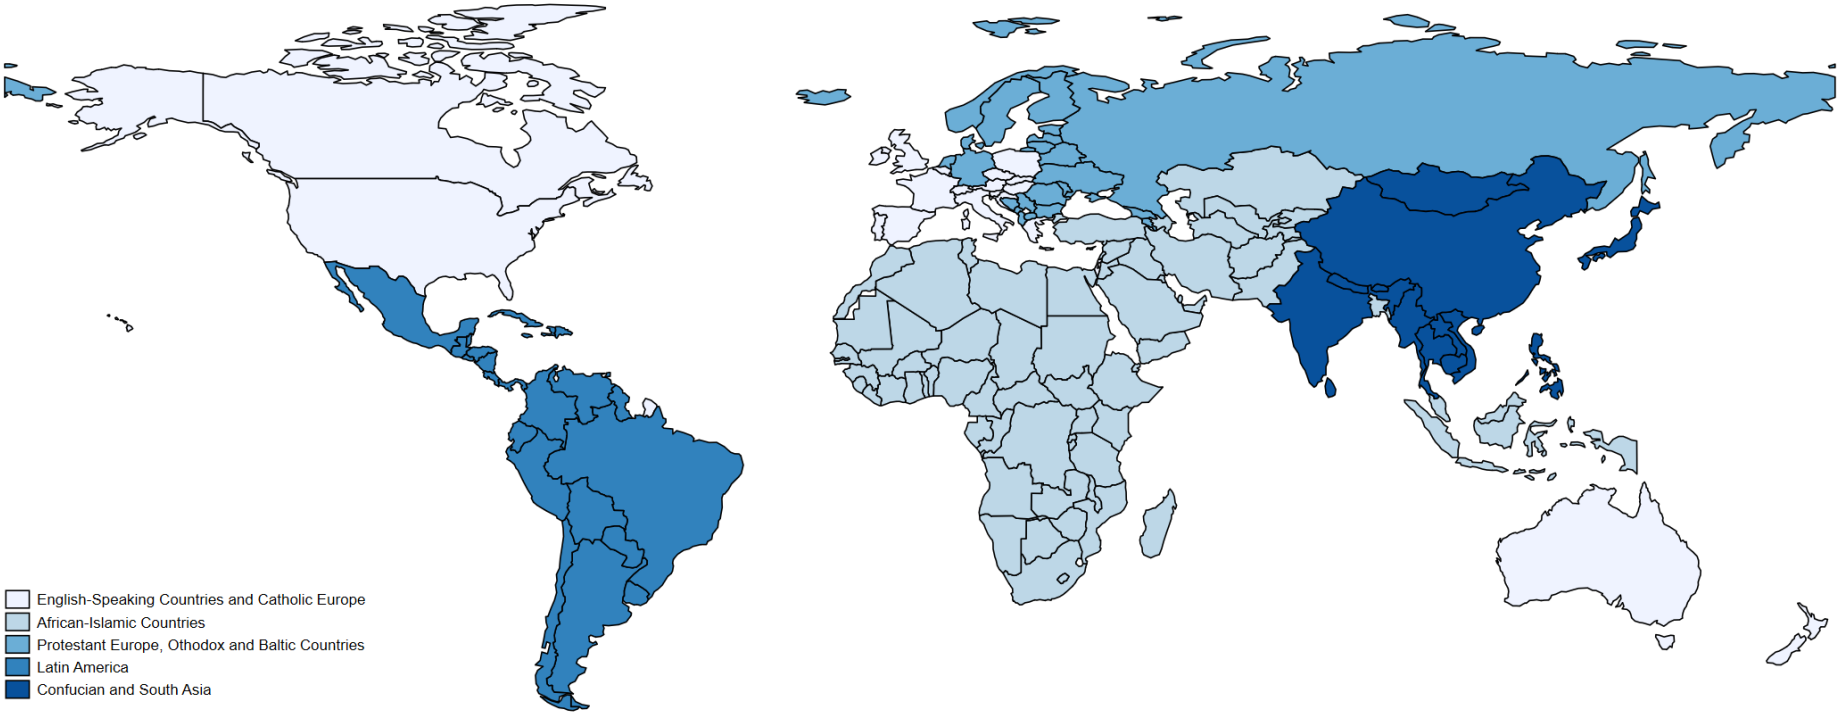 English-Speaking Countries and Catholic Europe
African-Islamic Countries
Protestant Europe, Othodox and Baltic Countries
Latin America
Confucian and South Asia